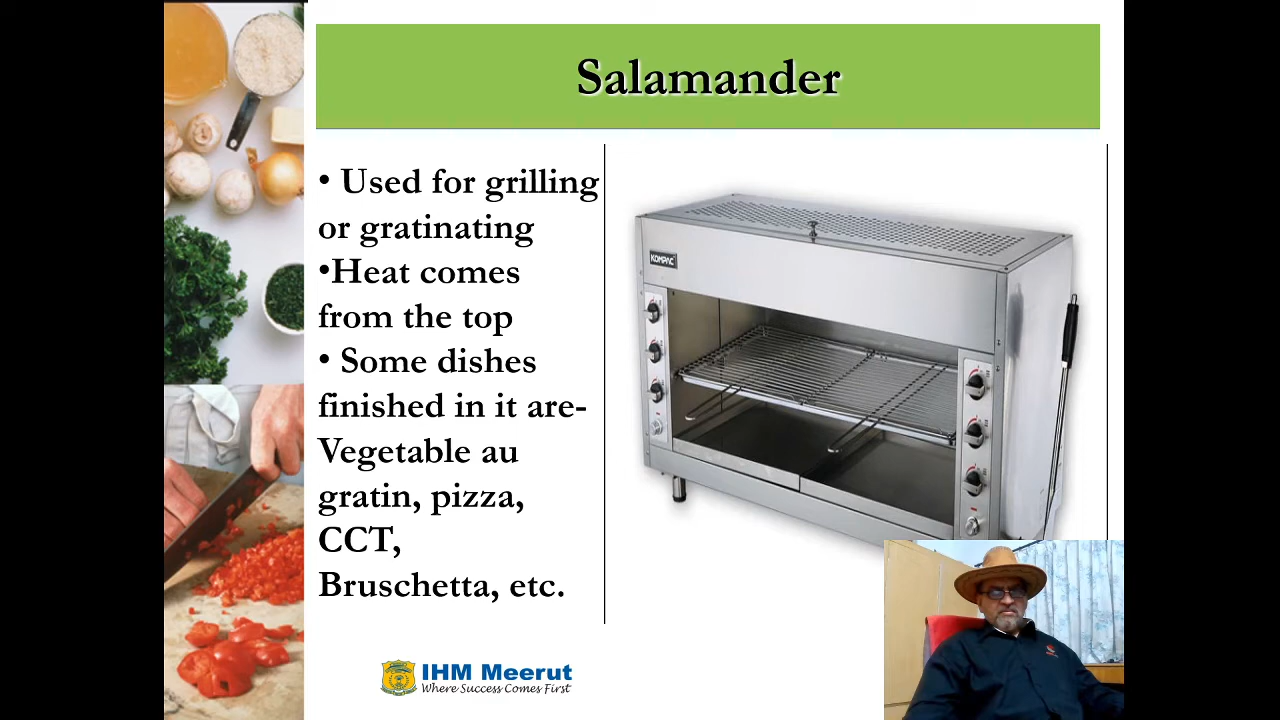 Salamander
• Used for grilling
or gratinating
•Heat comes
from the top
• Some dishes
finished in it are-
Vegetable au
gratin, pizza,
CCT,
Bruschetta, etc.
KOMPAC
IHM Meerut
Where Success Comes First